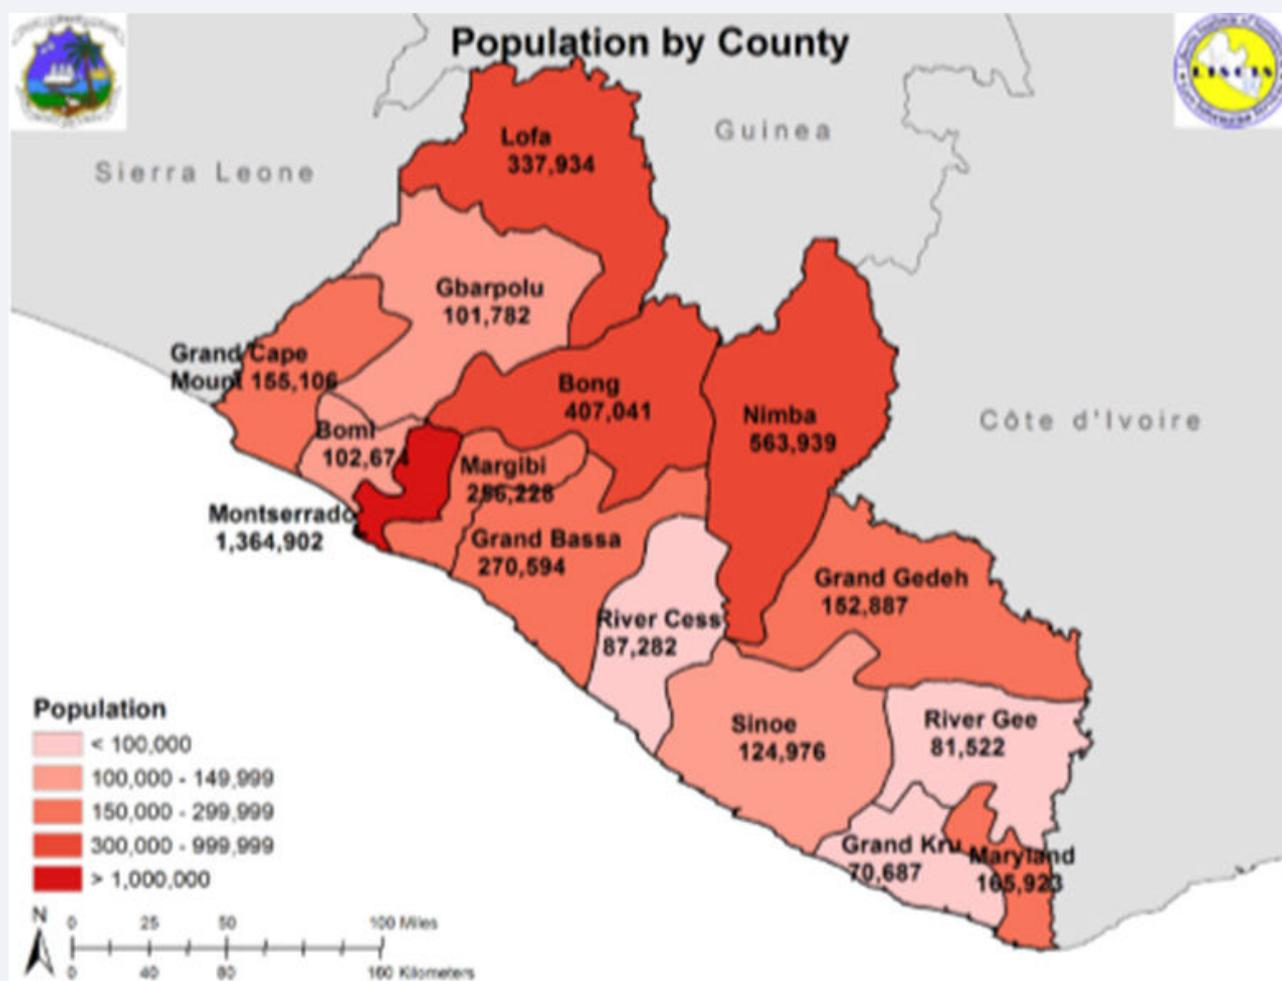 Population by County
LISGIS
Sierra Leone
Guinea
Côte d'Ivoire
Lofa
337,934
Gbarpolu
101,782
Grand Cape
Mount 155,106
Bong
407,041
Nimba
563,939
Bomi
102,674
Margibi
256,228
Montserrado
1,364,902
Grand Bassa
270,594
Grand Gedeh
152,887
River Cess
87,282
Sinoe
124,976
River Gee
81,522
Grand Kru
70,687
Maryland
165,923
Population
< 100,000
100,000 - 149,999
150,000 - 299,999
300,000 - 999,999
> 1,000,000
N
0 25 50 100 Miles
0 40 80 160 Kilometers